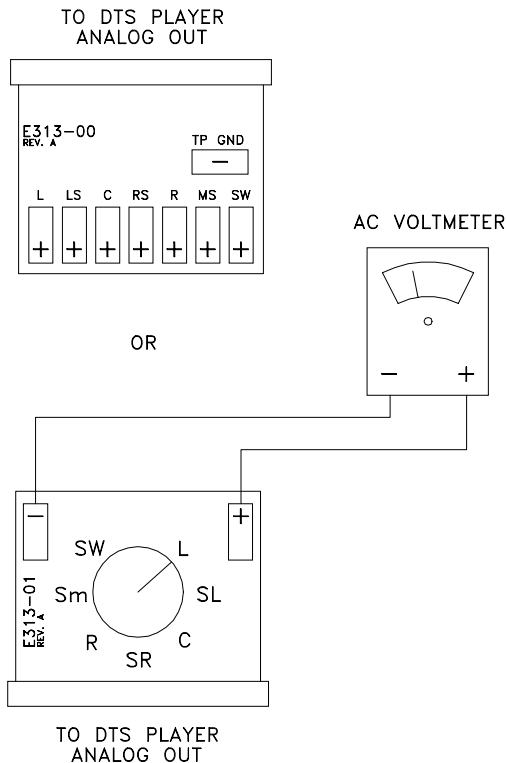 TO DTS PLAYER
ANALOG OUT
E313-00
REV. A
TP GND
−
L LS C RS R MS SW
+ + + + + + +
AC VOLTMETER
− +
OR
− +
SW L
Sm SL
R C
SR
E313-01
REV. A
TO DTS PLAYER
ANALOG OUT